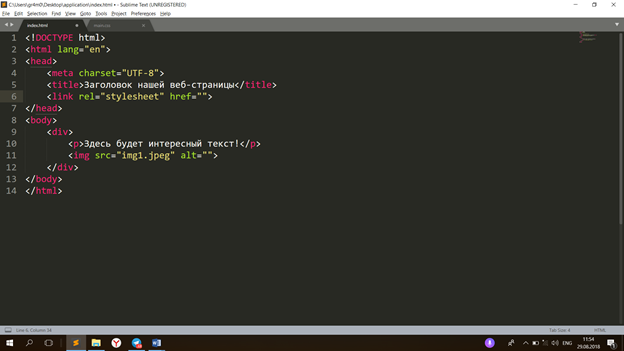 C:\Users\gr4m0\Desktop\application\index.html • - Sublime Text (UNREGISTERED)
File Edit Selection Find View Goto Tools Project Preferences Help
index.html main.css
1 <!DOCTYPE html>
2 <html lang="en">
3 <head>
4 <meta charset="UTF-8">
5 <title>Заголовок нашей веб-страницы</title>
6 <link rel="stylesheet" href="">
7 </head>
8 <body>
9 <div>
10 <p>Здесь будет интересный текст!</p>
11 <img src="img1.jpeg" alt="">
12 </div>
13 </body>
14 </html>
Line 6, Column 34 Tab Size: 4 HTML
ENG 11:54
29.08.2018